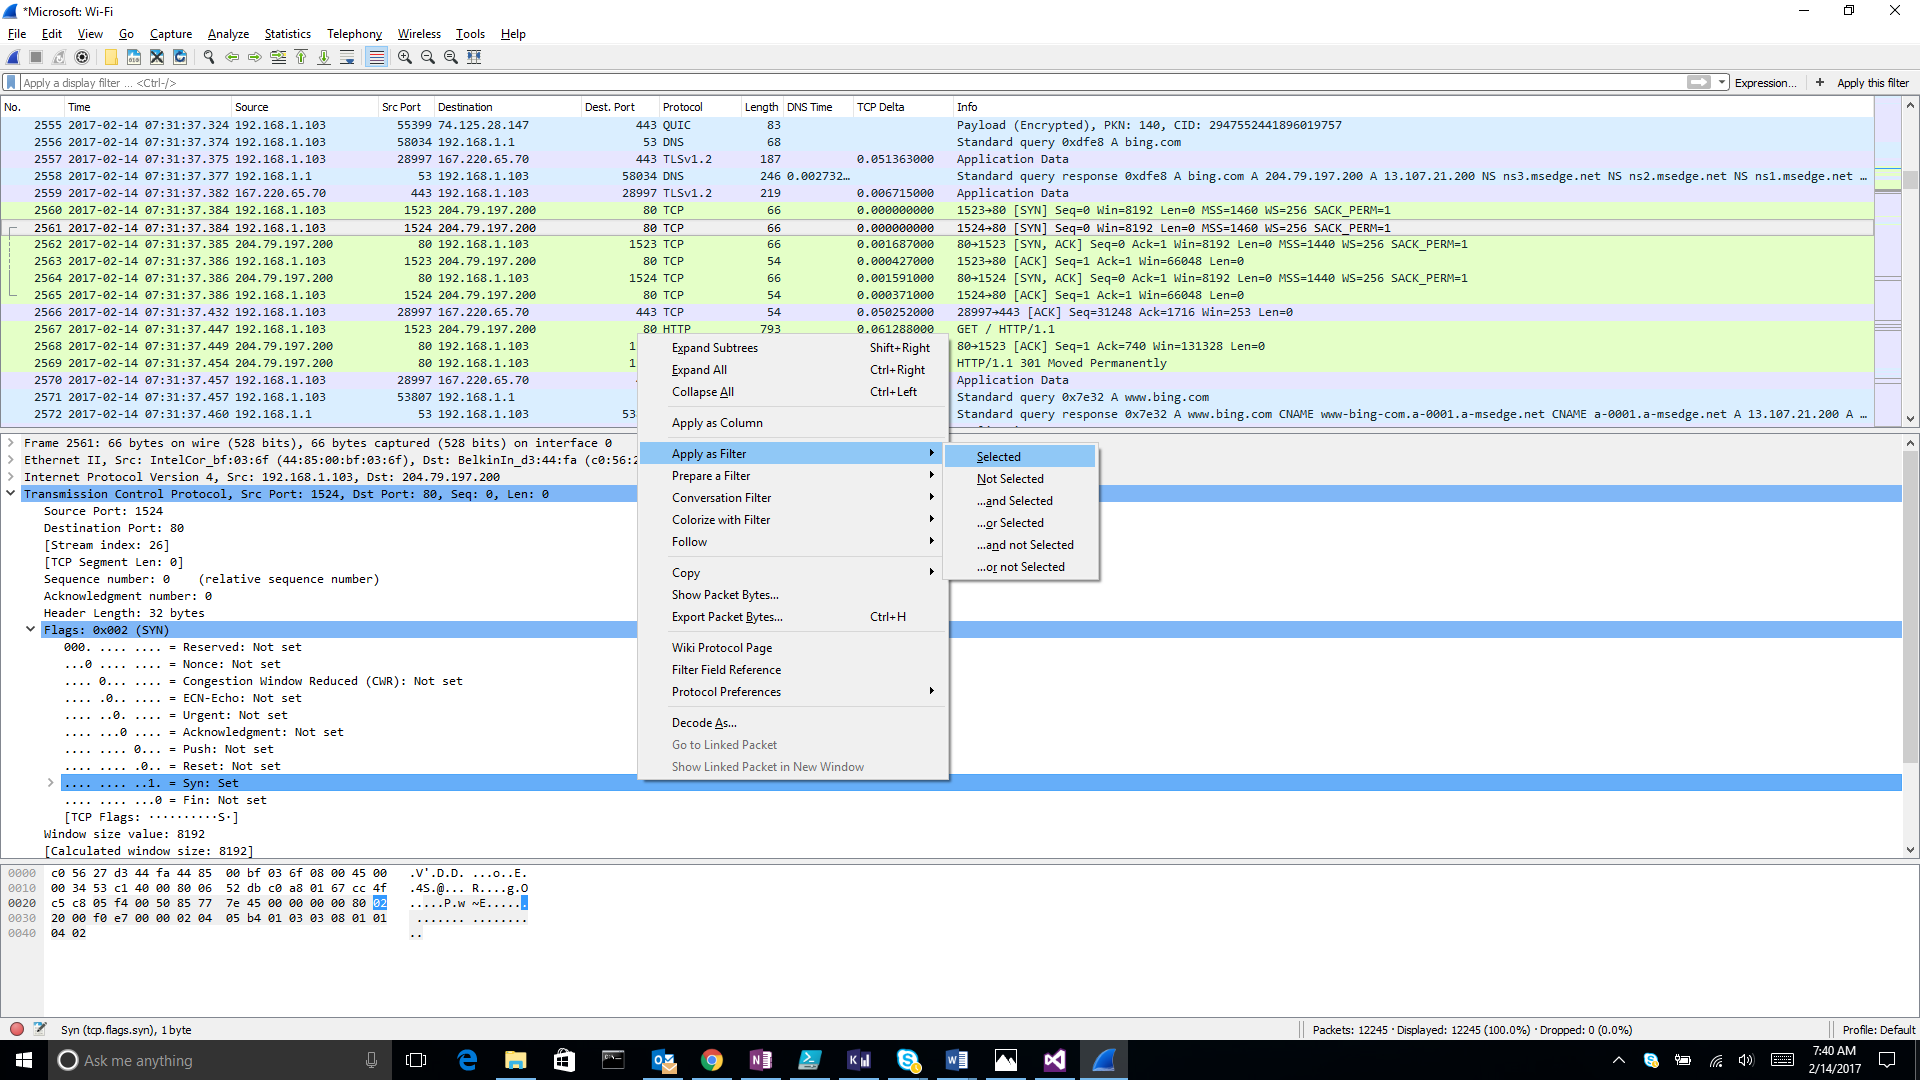 *Microsoft: Wi-Fi
File Edit View Go Capture Analyze Statistics Telephony Wireless Tools Help
Apply a display filter ... <Ctrl-/> Expression... + Apply this filter
No. Time Source Src Port Destination Dest. Port Protocol Length DNS Time TCP Delta Info
2555 2017-02-14 07:31:37.324 192.168.1.103 55399 74.125.28.147 443 QUIC 83 Payload (Encrypted), PKN: 140, CID: 2947552441896019757
2556 2017-02-14 07:31:37.374 192.168.1.103 58034 192.168.1.1 53 DNS 68 Standard query 0xdfe8 A bing.com
2557 2017-02-14 07:31:37.375 192.168.1.103 28997 167.220.65.70 443 TLSv1.2 187 0.051363000 Application Data
2558 2017-02-14 07:31:37.377 192.168.1.1 53 192.168.1.103 58034 DNS 246 0.002732… Standard query response 0xdfe8 A bing.com A 204.79.197.200 A 13.107.21.200 NS ns3.msedge.net NS ns2.msedge.net NS ns1.msedge.net …
2559 2017-02-14 07:31:37.382 167.220.65.70 443 192.168.1.103 28997 TLSv1.2 219 0.006715000 Application Data
2560 2017-02-14 07:31:37.384 192.168.1.103 1523 204.79.197.200 80 TCP 66 0.000000000 1523→80 [SYN] Seq=0 Win=8192 Len=0 MSS=1460 WS=256 SACK_PERM=1
2561 2017-02-14 07:31:37.384 192.168.1.103 1524 204.79.197.200 80 TCP 66 0.000000000 1524→80 [SYN] Seq=0 Win=8192 Len=0 MSS=1460 WS=256 SACK_PERM=1
2562 2017-02-14 07:31:37.385 204.79.197.200 80 192.168.1.103 1523 TCP 66 0.001687000 80→1523 [SYN, ACK] Seq=0 Ack=1 Win=8192 Len=0 MSS=1440 WS=256 SACK_PERM=1
2563 2017-02-14 07:31:37.386 192.168.1.103 1523 204.79.197.200 80 TCP 54 0.000427000 1523→80 [ACK] Seq=1 Ack=1 Win=66048 Len=0
2564 2017-02-14 07:31:37.386 204.79.197.200 80 192.168.1.103 1524 TCP 66 0.001591000 80→1524 [SYN, ACK] Seq=0 Ack=1 Win=8192 Len=0 MSS=1440 WS=256 SACK_PERM=1
2565 2017-02-14 07:31:37.386 192.168.1.103 1524 204.79.197.200 80 TCP 54 0.000371000 1524→80 [ACK] Seq=1 Ack=1 Win=66048 Len=0
2566 2017-02-14 07:31:37.432 192.168.1.103 28997 167.220.65.70 443 TCP 54 0.050252000 28997→443 [ACK] Seq=31248 Ack=1716 Win=253 Len=0
2567 2017-02-14 07:31:37.447 192.168.1.103 1523 204.79.197.200 80 HTTP 793 0.061288000 GET / HTTP/1.1
2568 2017-02-14 07:31:37.449 204.79.197.200 80 192.168.1.103 1 80→1523 [ACK] Seq=1 Ack=740 Win=131328 Len=0
2569 2017-02-14 07:31:37.454 204.79.197.200 80 192.168.1.103 1 HTTP/1.1 301 Moved Permanently
2570 2017-02-14 07:31:37.457 192.168.1.103 28997 167.220.65.70 Application Data
2571 2017-02-14 07:31:37.457 192.168.1.103 53807 192.168.1.1 Standard query 0x7e32 A www.bing.com
2572 2017-02-14 07:31:37.460 192.168.1.1 53 192.168.1.103 53 Standard query response 0x7e32 A www.bing.com CNAME www-bing-com.a-0001.a-msedge.net CNAME a-0001.a-msedge.net A 13.107.21.200 A …
Expand Subtrees Shift+Right
Expand All Ctrl+Right
Collapse All Ctrl+Left
Apply as Column
Apply as Filter
Prepare a Filter
Conversation Filter
Colorize with Filter
Follow
Copy
Show Packet Bytes...
Export Packet Bytes... Ctrl+H
Wiki Protocol Page
Filter Field Reference
Protocol Preferences
Decode As...
Go to Linked Packet
Show Linked Packet in New Window
Selected
Not Selected
...and Selected
...or Selected
...and not Selected
...or not Selected
Frame 2561: 66 bytes on wire (528 bits), 66 bytes captured (528 bits) on interface 0
Ethernet II, Src: IntelCor_bf:03:6f (44:85:00:bf:03:6f), Dst: BelkinIn_d3:44:fa (c0:56:2
Internet Protocol Version 4, Src: 192.168.1.103, Dst: 204.79.197.200
Transmission Control Protocol, Src Port: 1524, Dst Port: 80, Seq: 0, Len: 0
Source Port: 1524
Destination Port: 80
[Stream index: 26]
[TCP Segment Len: 0]
Sequence number: 0 (relative sequence number)
Acknowledgment number: 0
Header Length: 32 bytes
Flags: 0x002 (SYN)
000. .... .... = Reserved: Not set
...0 .... .... = Nonce: Not set
.... 0... .... = Congestion Window Reduced (CWR): Not set
.... .0.. .... = ECN-Echo: Not set
.... ..0. .... = Urgent: Not set
.... ...0 .... = Acknowledgment: Not set
.... .... 0... = Push: Not set
.... .... .0.. = Reset: Not set
.... .... ..1. = Syn: Set
.... .... ...0 = Fin: Not set
[TCP Flags: ··········S·]
Window size value: 8192
[Calculated window size: 8192]
0000 c0 56 27 d3 44 fa 44 85 00 bf 03 6f 08 00 45 00 .V'.D.D. ...o..E.
0010 00 34 53 c1 40 00 80 06 52 db c0 a8 01 67 cc 4f .4S.@... R....g.O
0020 c5 c8 05 f4 00 50 85 77 7e 45 00 00 00 00 80 02 .....P.w ~E......
0030 20 00 f0 e7 00 00 02 04 05 b4 01 03 03 08 01 01 ....... ........
0040 04 02 ..
Syn (tcp.flags.syn), 1 byte Packets: 12245 · Displayed: 12245 (100.0%) · Dropped: 0 (0.0%) Profile: Default
Ask me anything
7:40 AM
2/14/2017